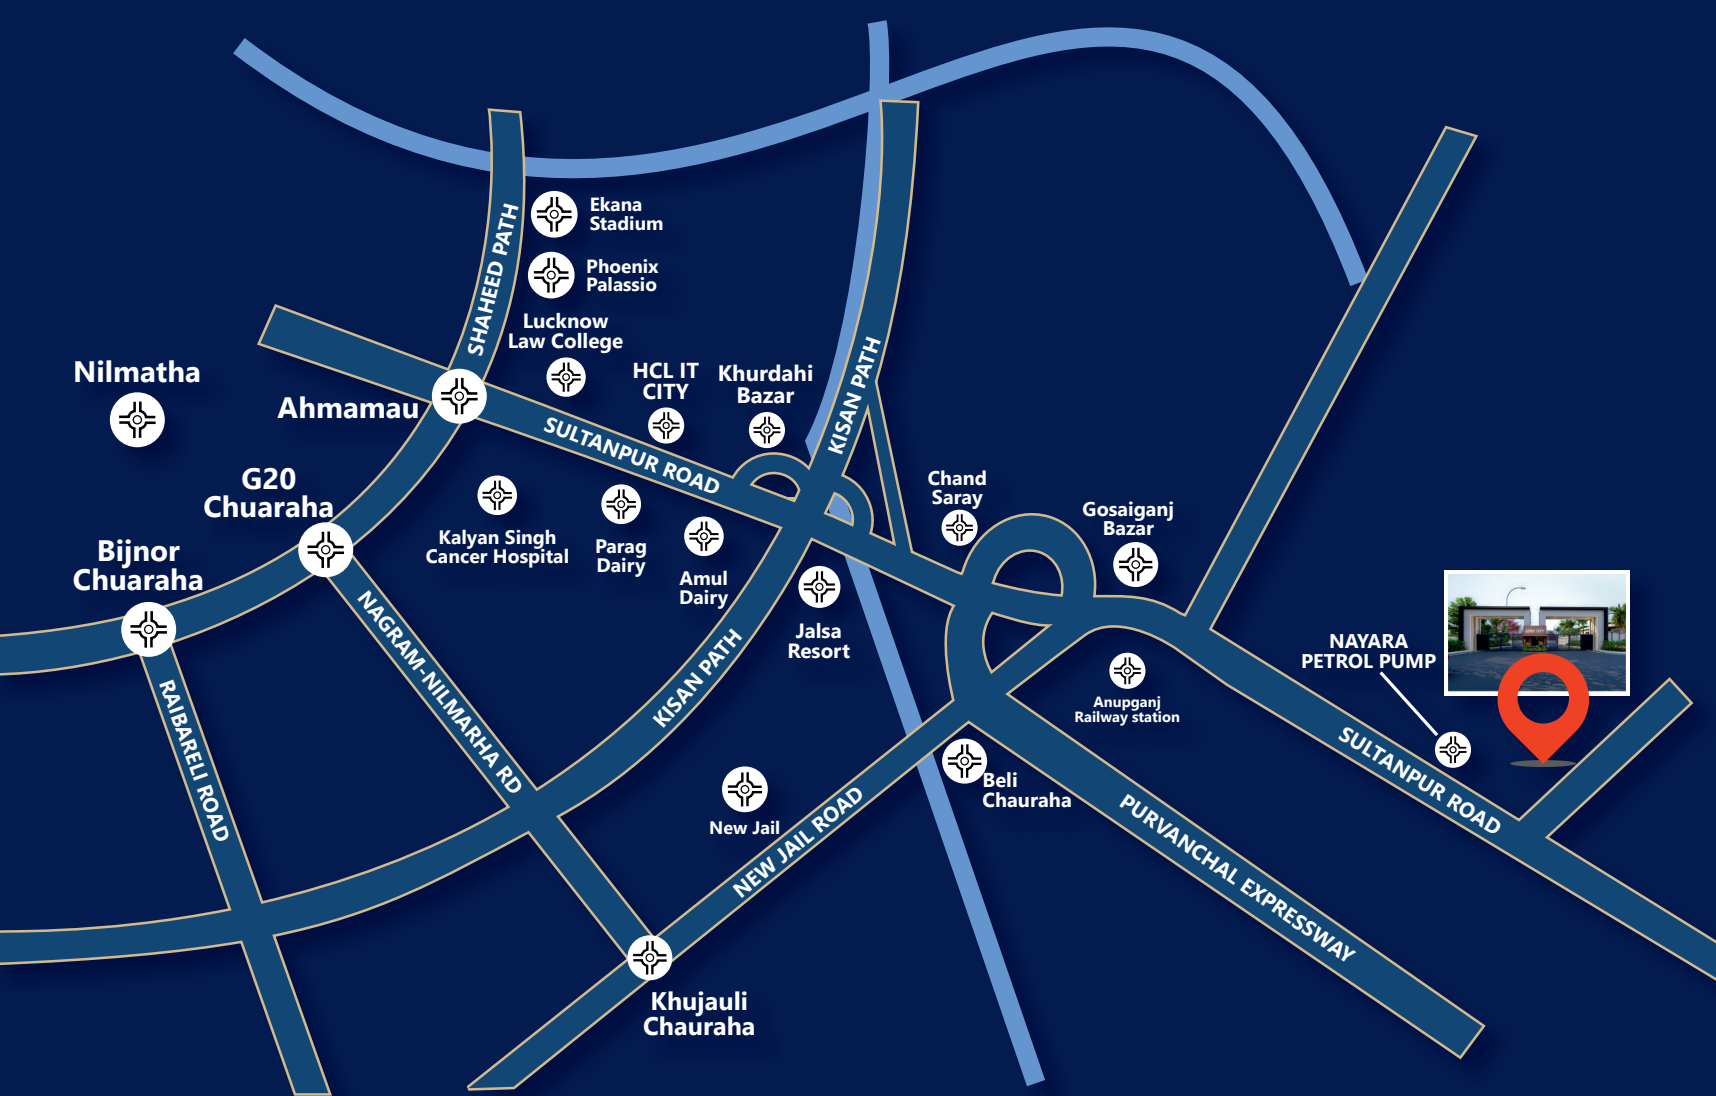 Ekana
Stadium
Phoenix
Palassio
SHAHEED PATH
Lucknow
Law College
Nilmatha
Ahmamau
HCL IT
CITY
Khurdahi
Bazar
KISAN PATH
SULTANPUR ROAD
G20
Chuaraha
Chand
Saray
Gosaiganj
Bazar
Bijnor
Chuaraha
Kalyan Singh
Cancer Hospital
Parag
Dairy
Amul
Dairy
Jalsa
Resort
NAGRAM-NILMARHA RD
KISAN PATH
NAYARA
PETROL PUMP
Anupganj
Railway station
RAIBARELI ROAD
SULTANPUR ROAD
Beli
Chauraha
New Jail
NEW JAIL ROAD
PURVANCHAL EXPRESSWAY
Khujauli
Chauraha